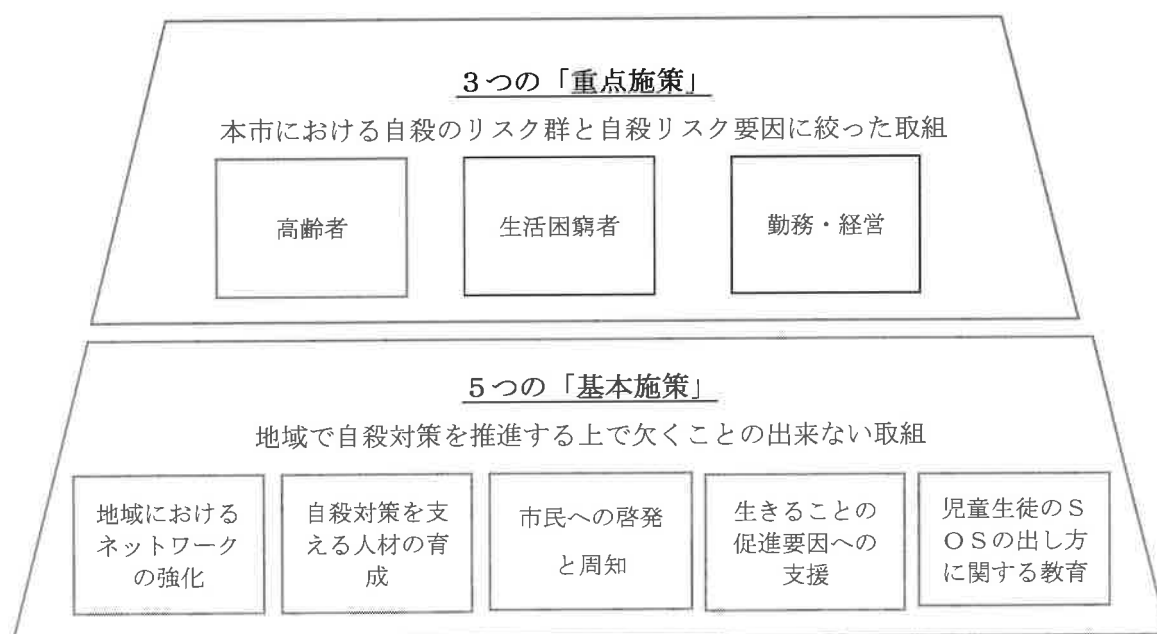 3つの「重点施策」
本市における自殺のリスク群と自殺リスク要因に絞った取組
高齢者
生活困窮者
勤務・経営
5つの「基本施策」
地域で自殺対策を推進する上で欠くことの出来ない取組
地域における
ネットワーク
の強化
自殺対策を支
える人材の育
成
市民への啓発
と周知
生きることの
促進要因への
支援
児童生徒のS
OSの出し方
に関する教育